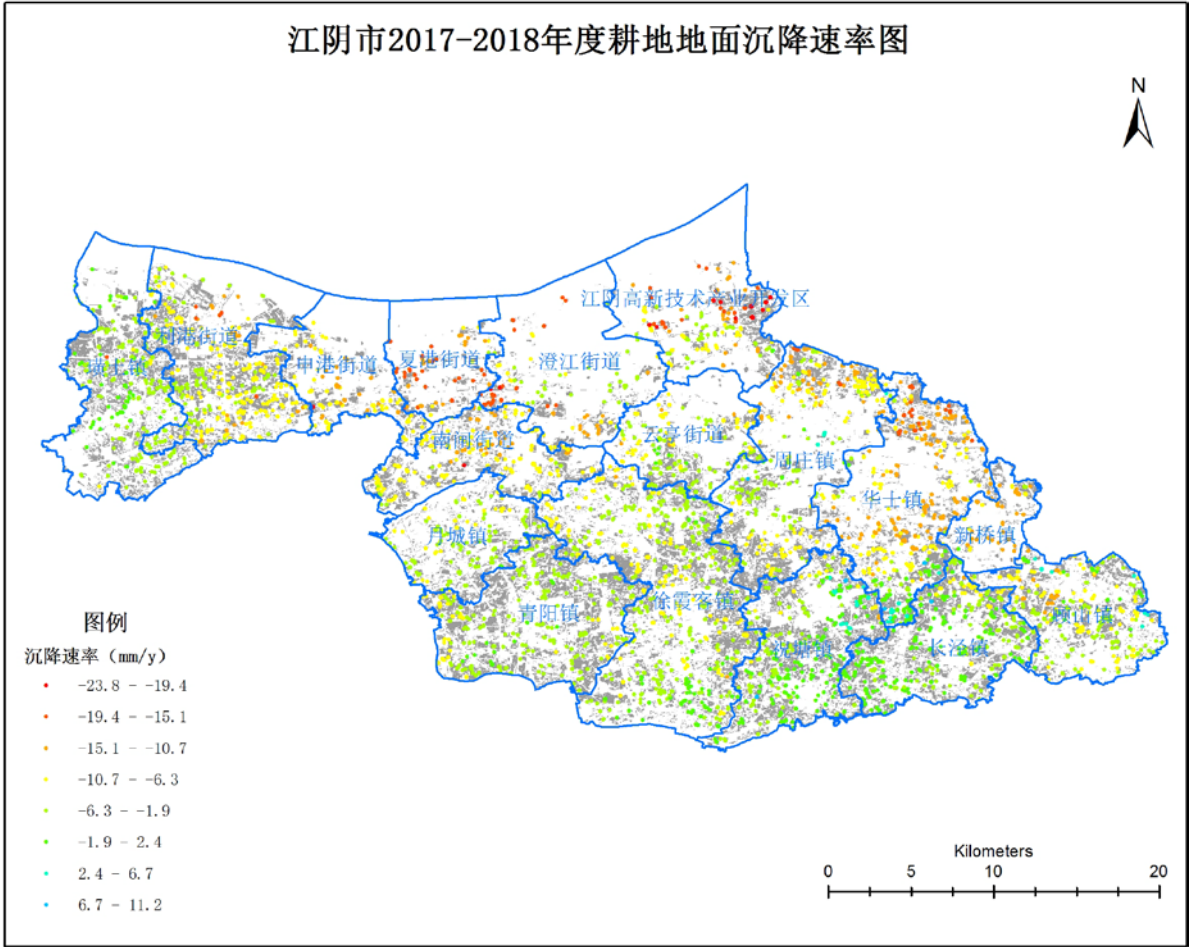 江阴市2017-2018年度耕地地面沉降速率图
N
江阴高新技术产业开发区
利港街道
璜土镇
申港街道
夏港街道
澄江街道
南闸街道
云亭街道
周庄镇
华士镇
新桥镇
月城镇
青阳镇
徐霞客镇
祝塘镇
长泾镇
顾山镇
图例
沉降速率（mm/y）
-23.8 - -19.4
-19.4 - -15.1
-15.1 - -10.7
-10.7 - -6.3
-6.3 - -1.9
-1.9 - 2.4
2.4 - 6.7
6.7 - 11.2
Kilometers
0 5 10 20